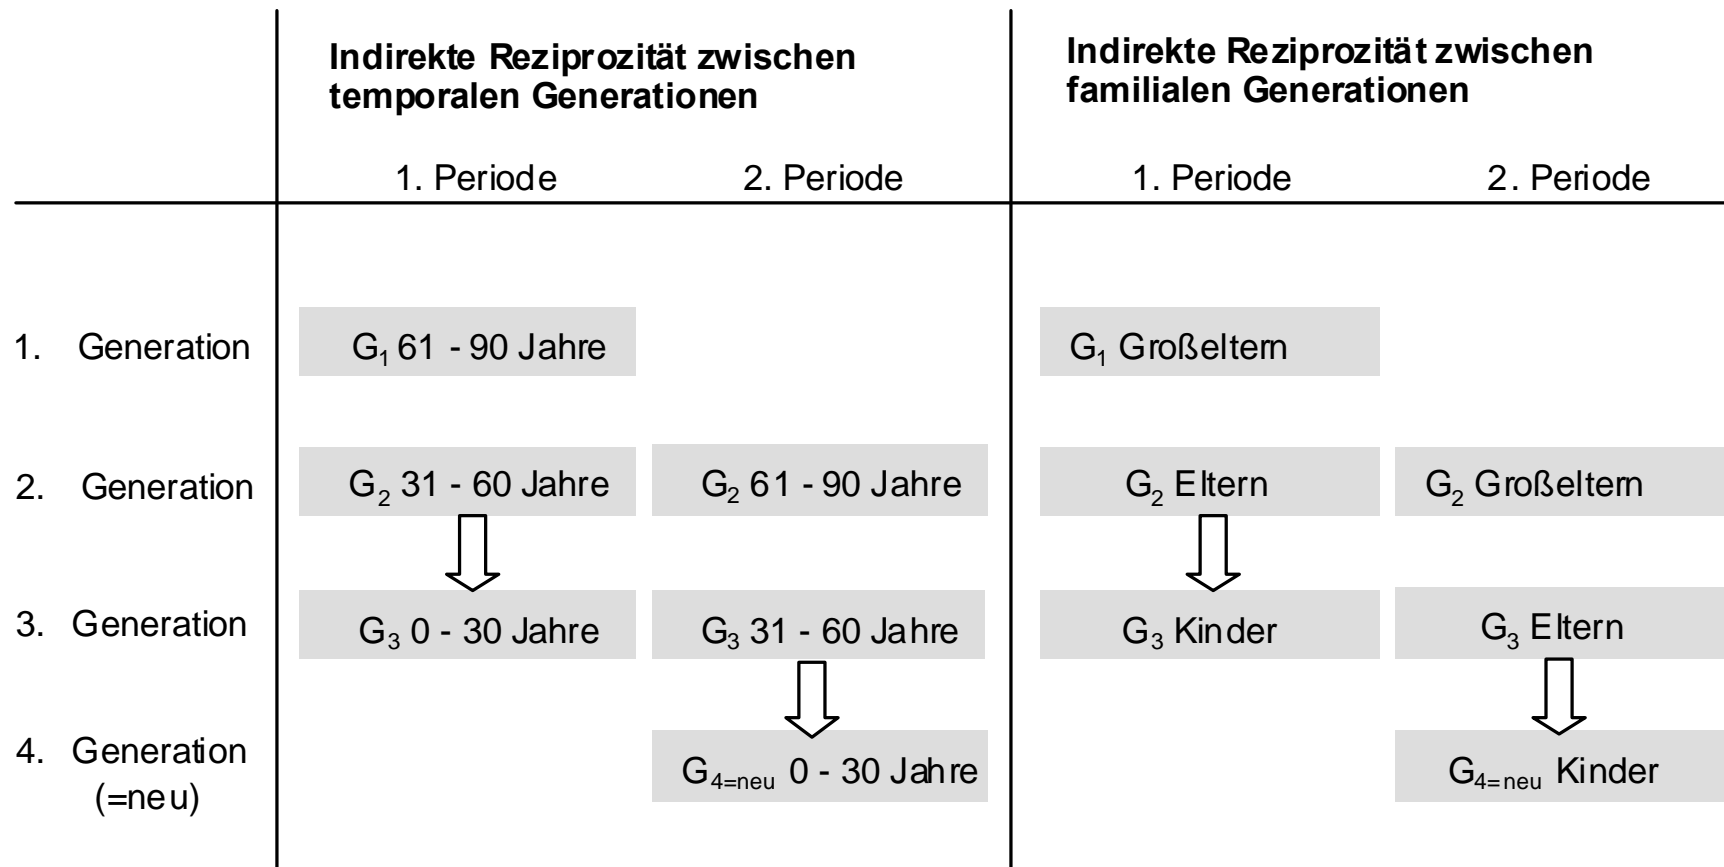 Indirekte Reziprozität zwischen
temporalen Generationen
Indirekte Reziprozität zwischen
familialen Generationen
1. Periode
2. Periode
1. Periode
2. Periode
1. Generation
G₁ 61 - 90 Jahre
G₁ Großeltern
2. Generation
G₂ 31 - 60 Jahre
G₂ 61 - 90 Jahre
G₂ Eltern
G₂ Großeltern
3. Generation
G₃ 0 - 30 Jahre
G₃ 31 - 60 Jahre
G₃ Kinder
G₃ Eltern
4. Generation
(=neu)
G₄₌neu 0 - 30 Jahre
G₄₌neu Kinder